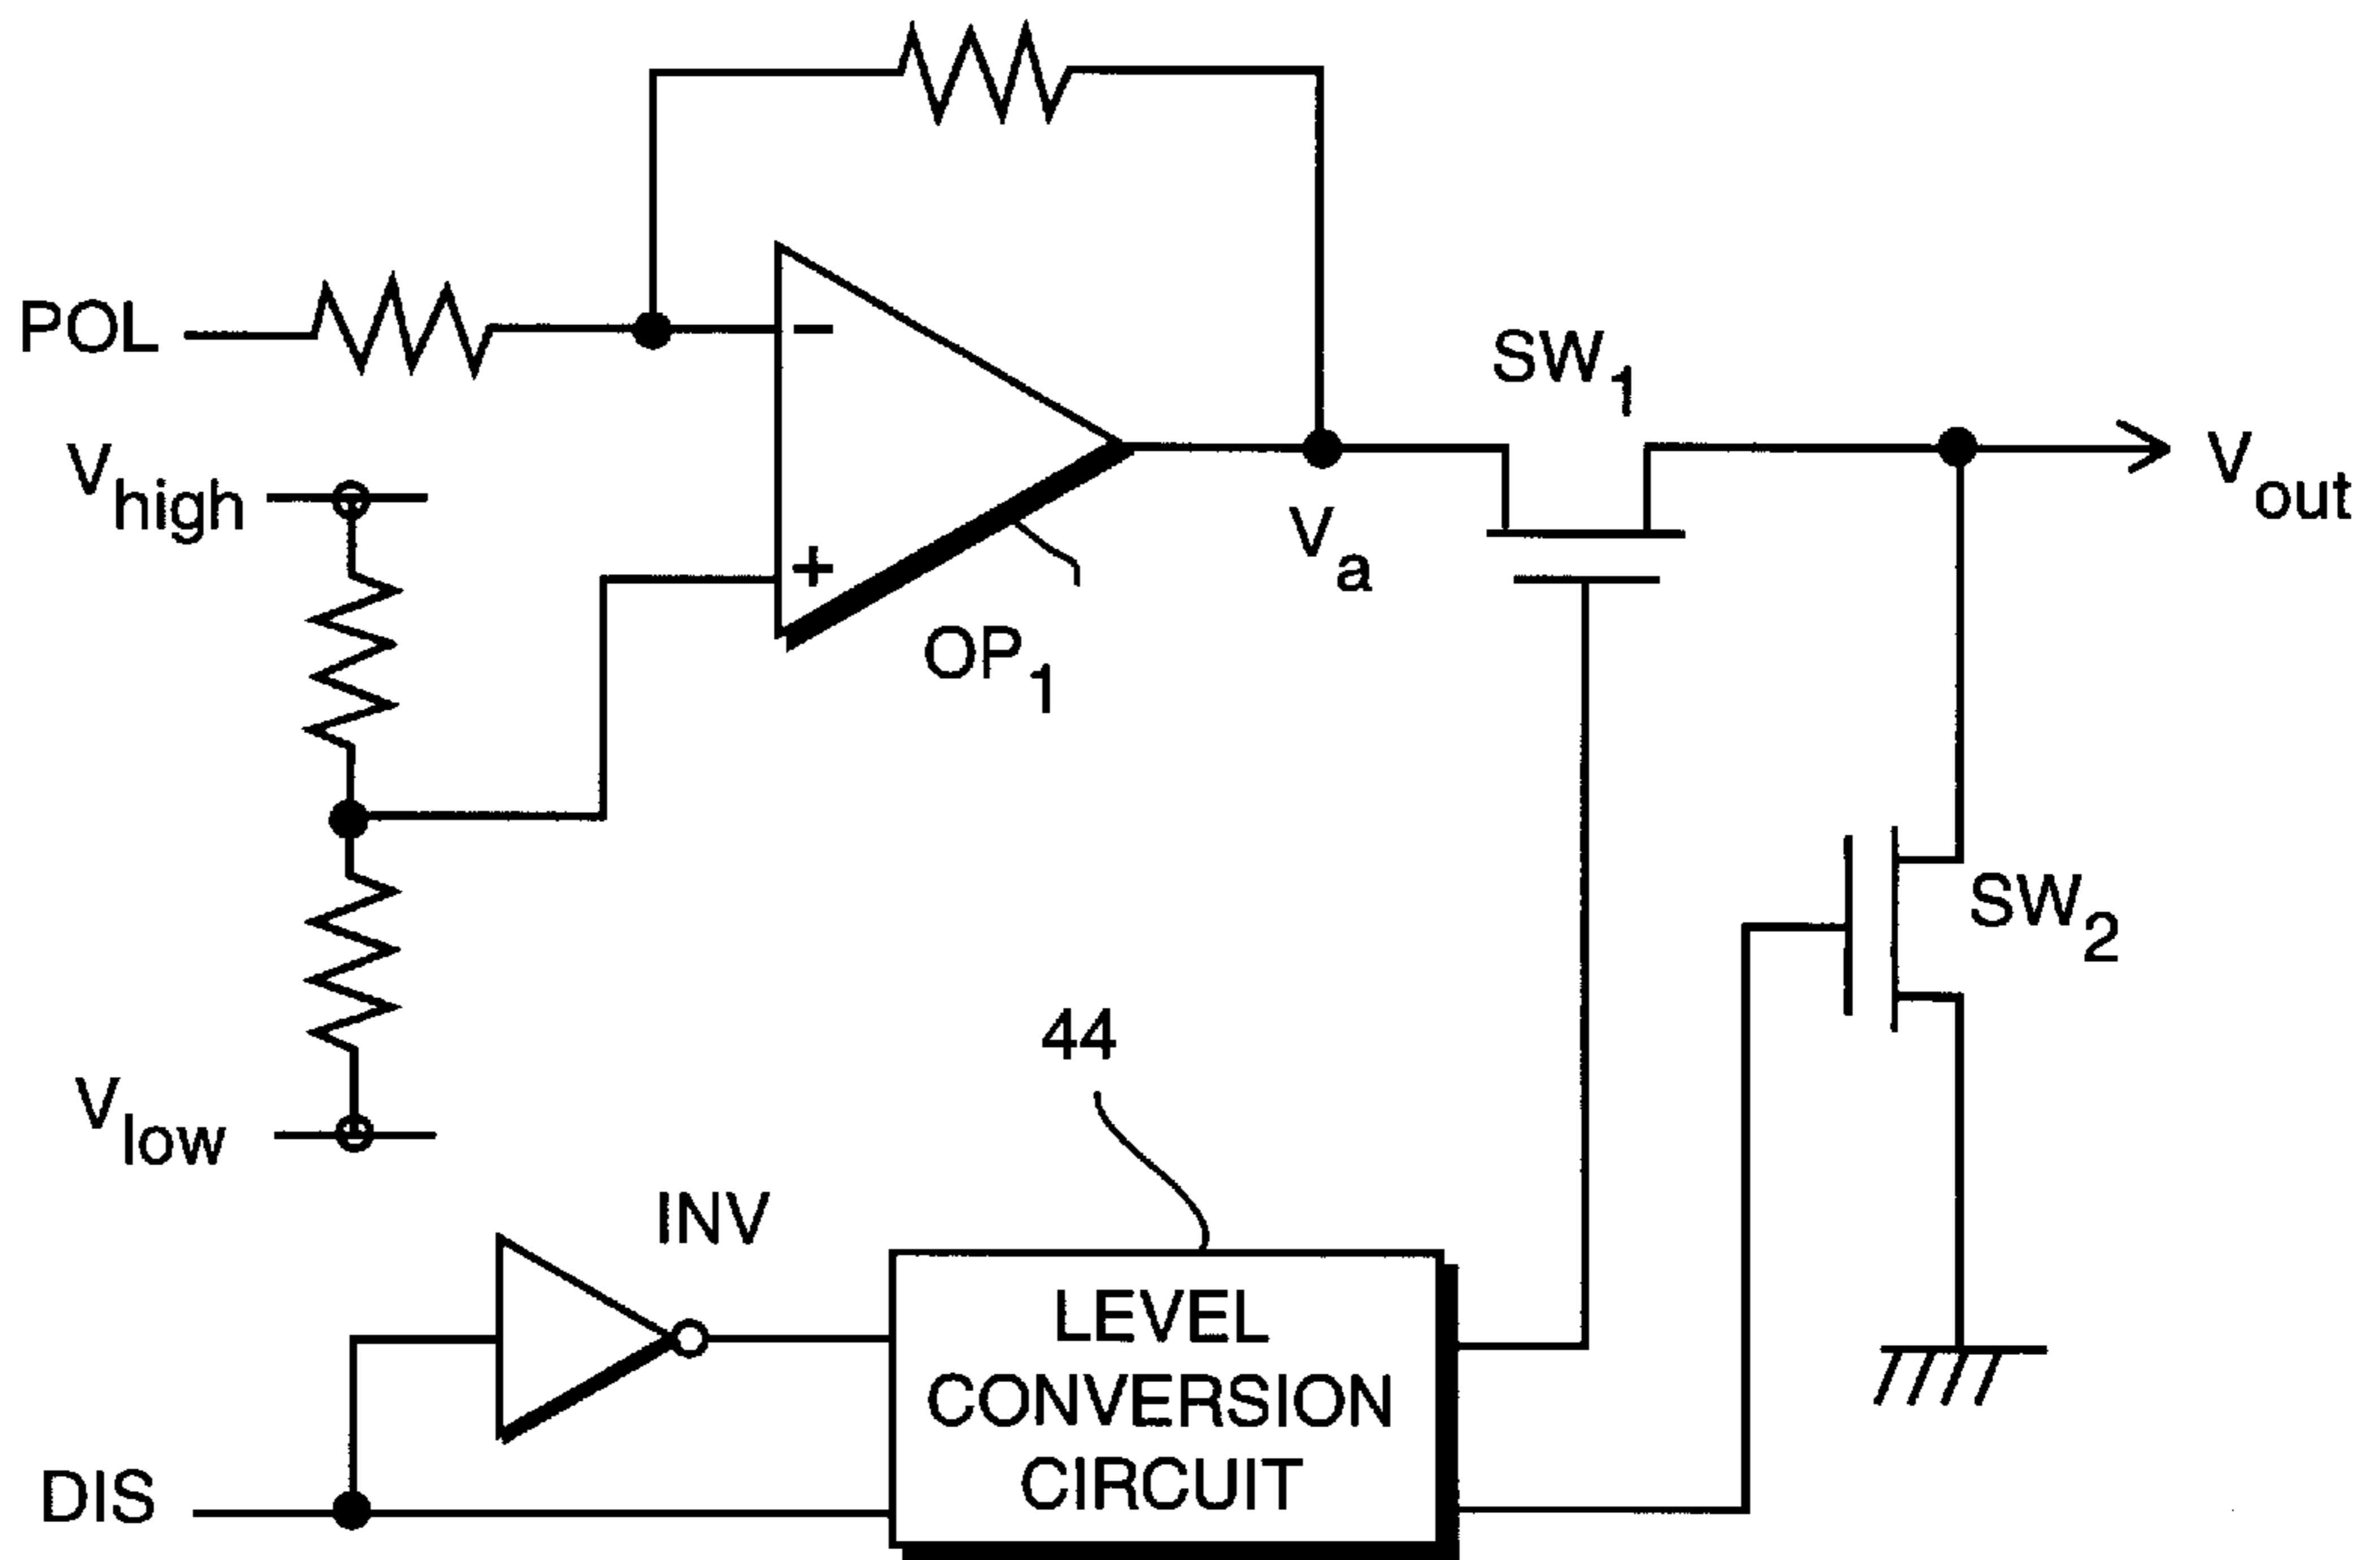 POL
SW1
Vhigh
Vout
Va
+
−
OP1
SW2
44
Vlow
INV
LEVEL
CONVERSION
CIRCUIT
DIS